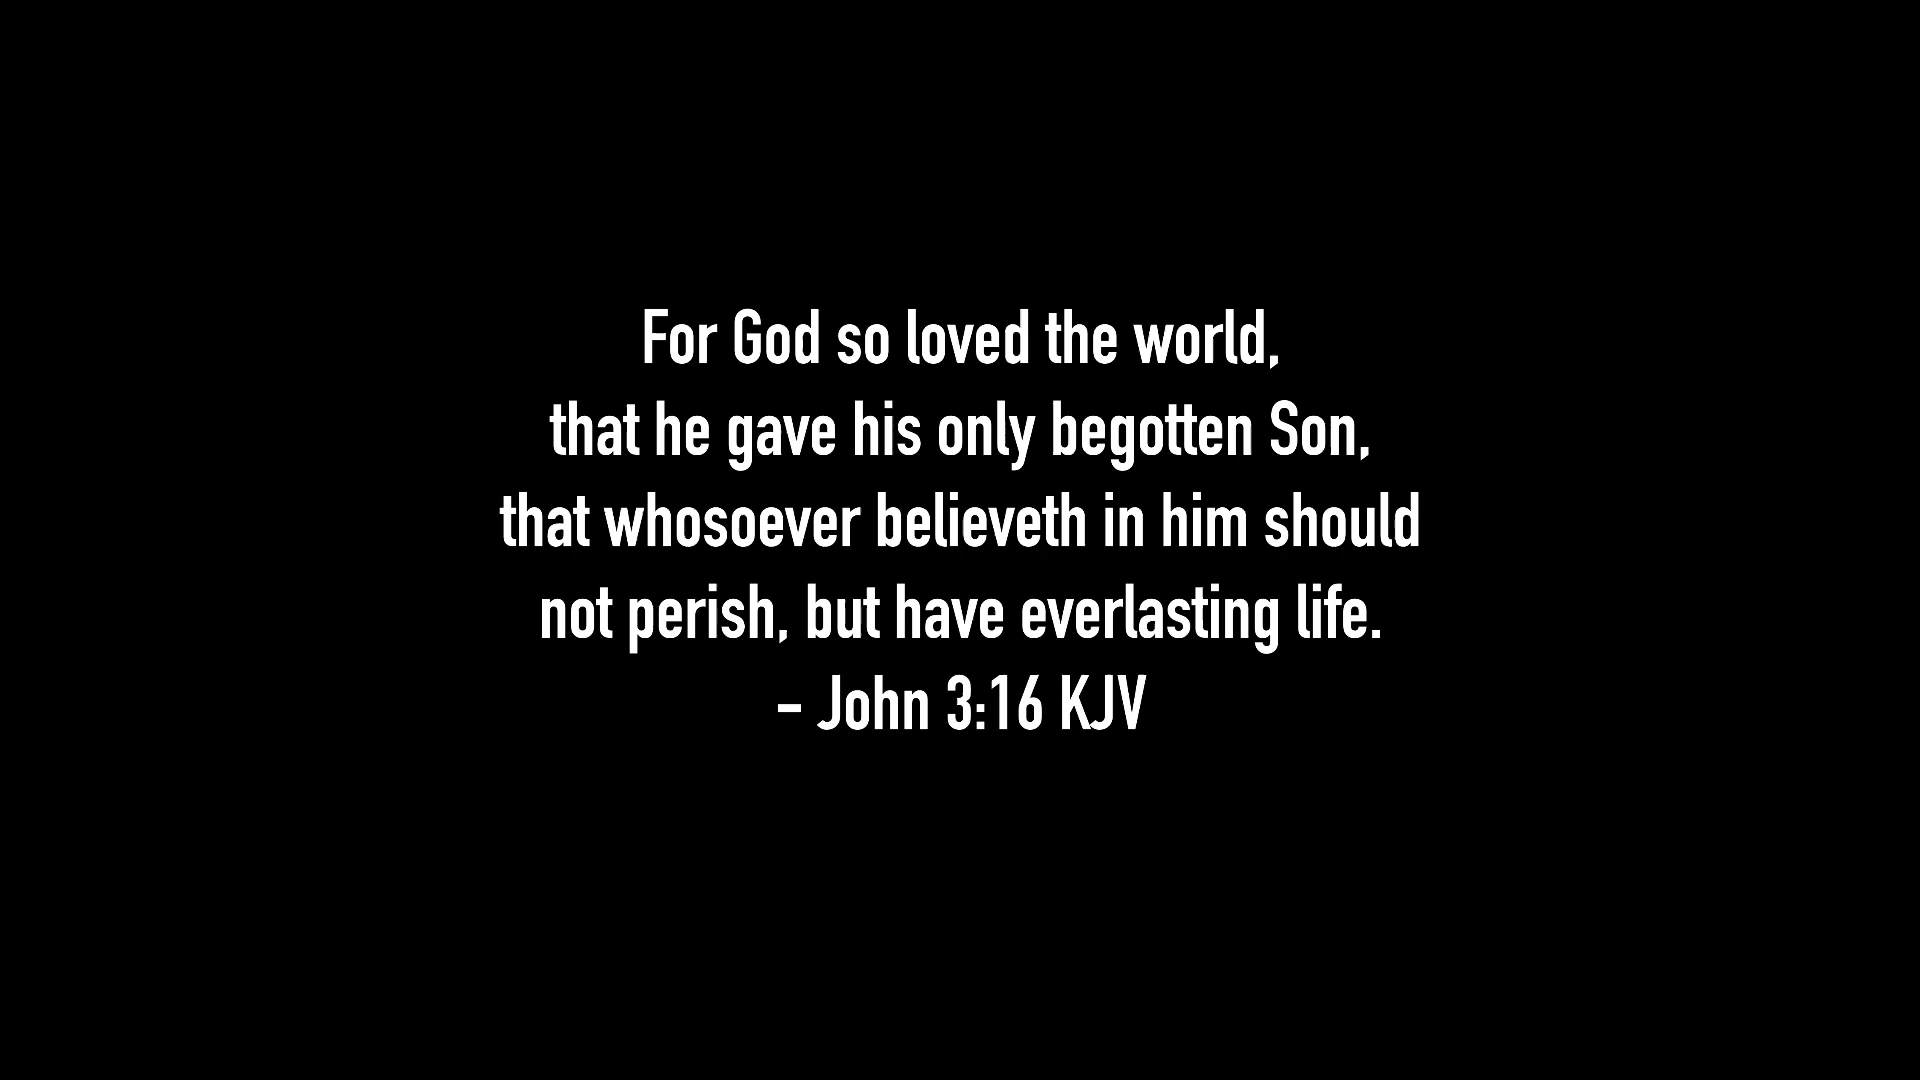 For God so loved the world,
that he gave his only begotten Son,
that whosoever believeth in him should
not perish, but have everlasting life.
- John 3:16 KJV